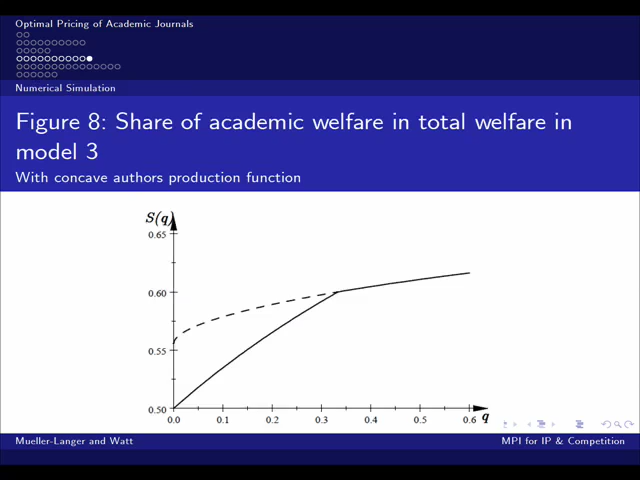 Optimal Pricing of Academic Journals
Numerical Simulation
Figure 8: Share of academic welfare in total welfare in
model 3
With concave authors production function
S(q)
0.65
0.60
0.55
0.50
0.0 0.1 0.2 0.3 0.4 0.5 0.6
q
Mueller-Langer and Watt MPI for IP & Competition